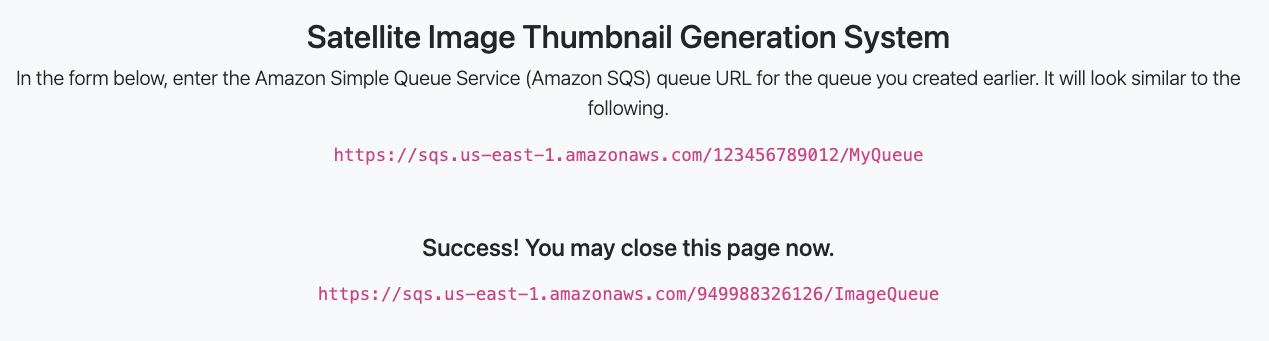 Satellite Image Thumbnail Generation System
In the form below, enter the Amazon Simple Queue Service (Amazon SQS) queue URL for the queue you created earlier. It will look similar to the
following.
https://sqs.us-east-1.amazonaws.com/123456789012/MyQueue
Success! You may close this page now.
https://sqs.us-east-1.amazonaws.com/949988326126/ImageQueue